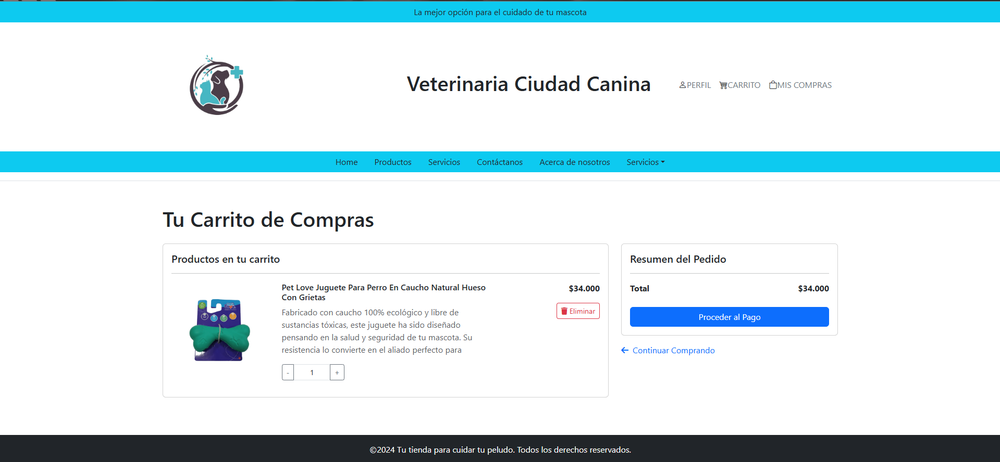 La mejor opción para el cuidado de tu mascota
Veterinaria Ciudad Canina
PERFIL
CARRITO
MIS COMPRAS
Home
Productos
Servicios
Contáctanos
Acerca de nosotros
Servicios
Tu Carrito de Compras
Productos en tu carrito
Pet Love Juguete Para Perro En Caucho Natural Hueso
Con Grietas
Fabricado con caucho 100% ecológico y libre de
sustancias tóxicas, este juguete ha sido diseñado
pensando en la salud y seguridad de tu mascota. Su
resistencia lo convierte en el aliado perfecto para
- 1 +
$34.000
Eliminar
Resumen del Pedido
Total $34.000
Proceder al Pago
Continuar Comprando
©2024 Tu tienda para cuidar tu peludo. Todos los derechos reservados.